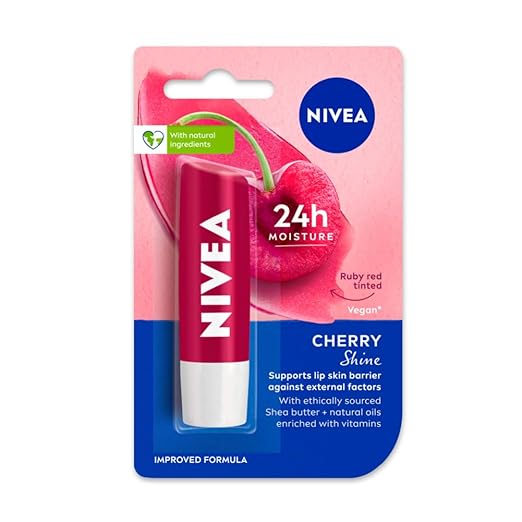 NIVEA
With natural
ingredients
24h
MOISTURE
NIVEA
Ruby red
tinted
Vegan*
CHERRY
Shine
Supports lip skin barrier
against external factors
With ethically sourced
Shea butter + natural oils
enriched with vitamins
IMPROVED FORMULA